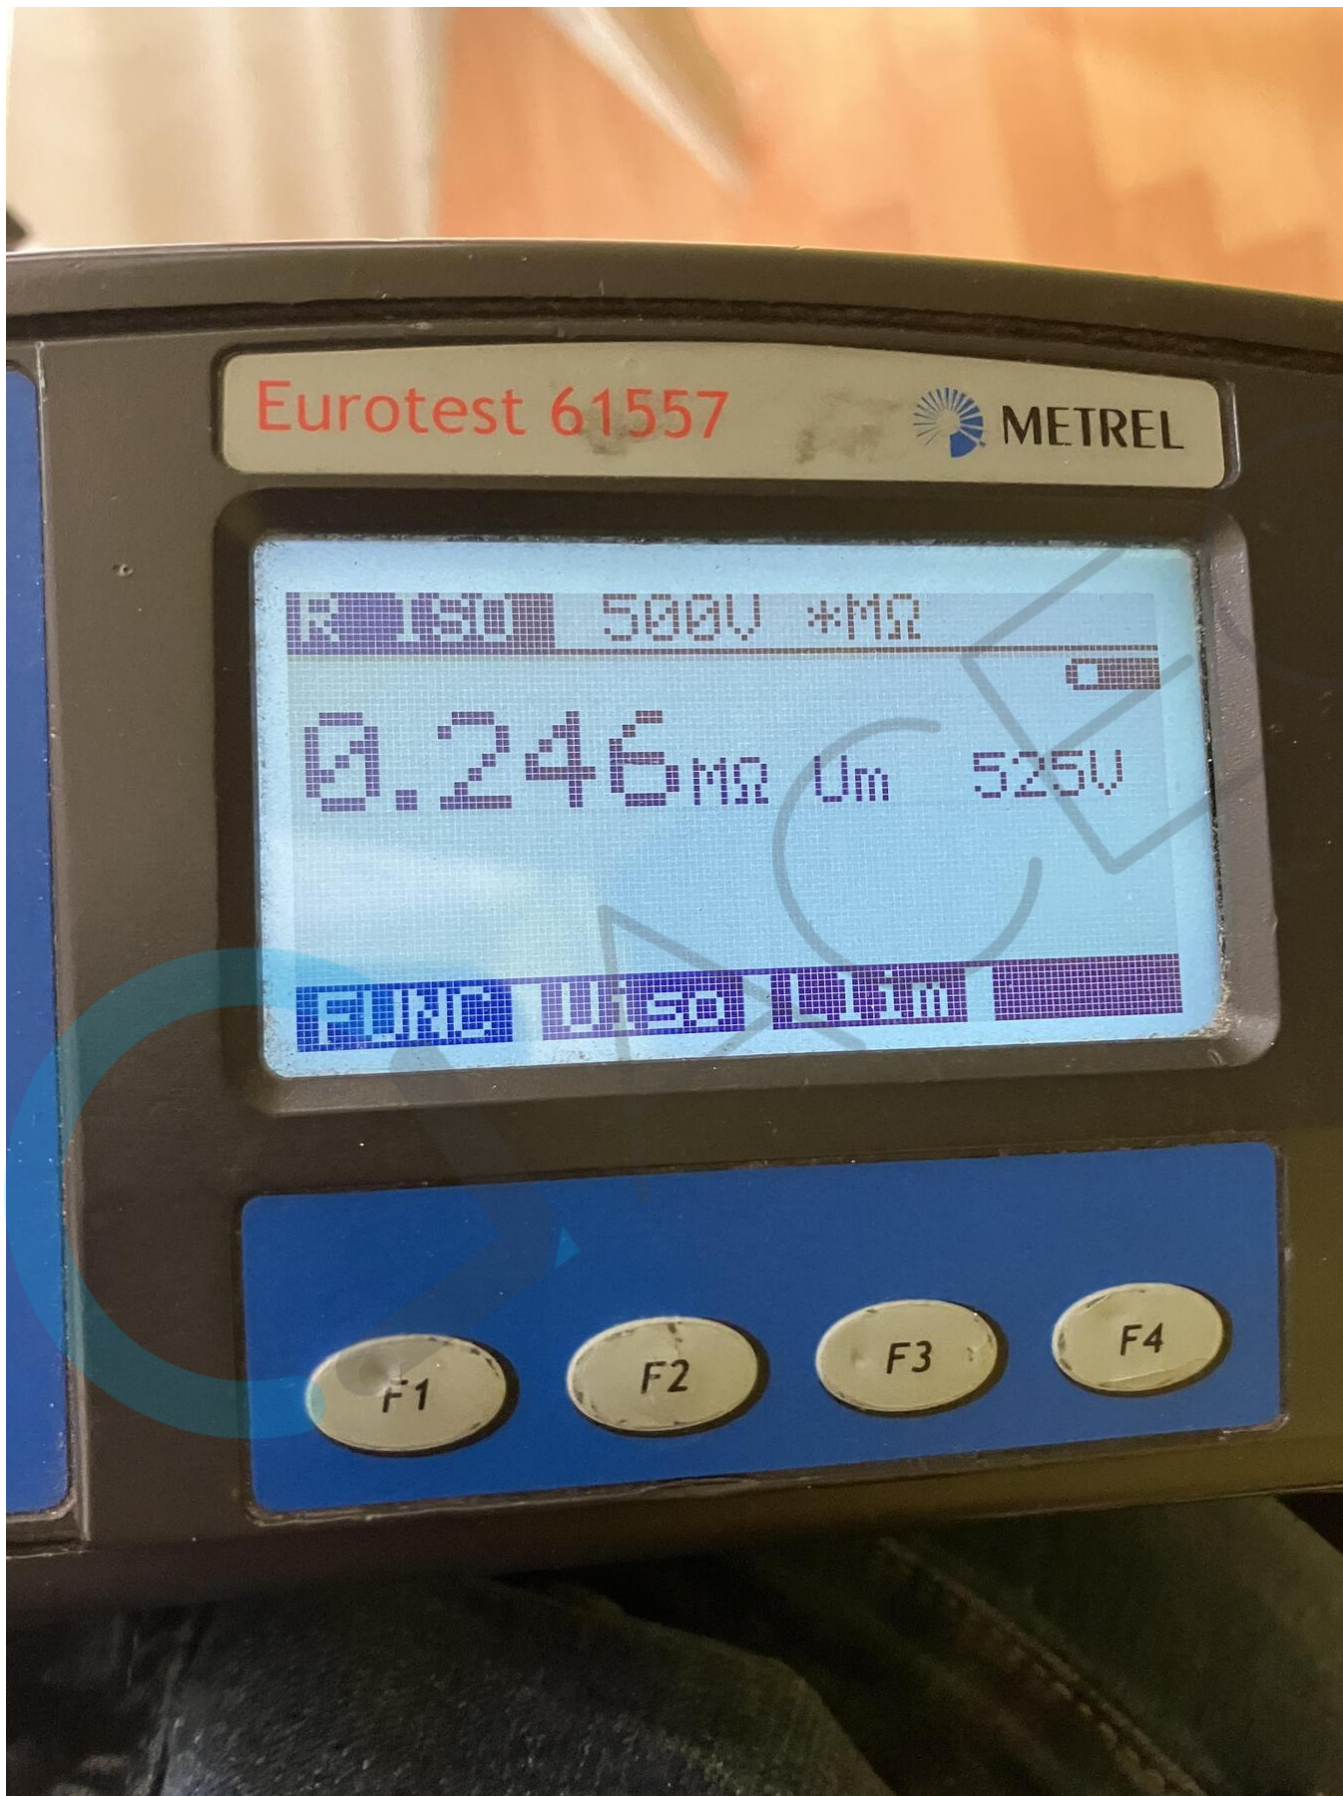 Eurotest 61557
METREL
R ISO 500V *MΩ
0.246MΩ Um 525V
FUNC Uiso Llim
F1 F2 F3 F4